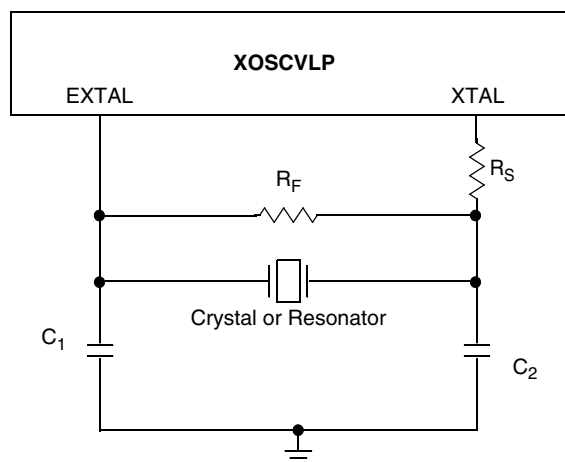 XOSCVLP
EXTAL XTAL
R_S
R_F
Crystal or Resonator
C_1
C_2